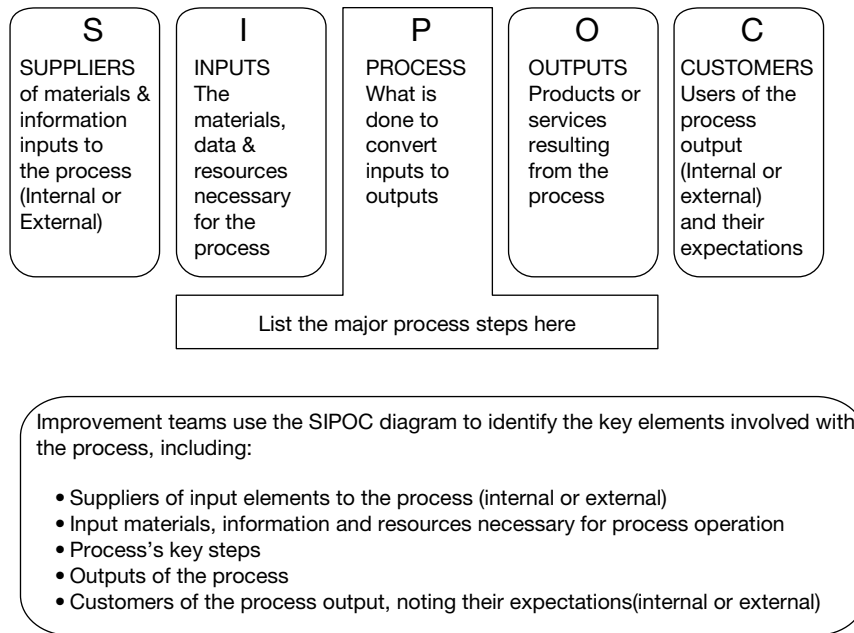 S
SUPPLIERS
of materials &
information
inputs to
the process
(Internal or
External)
I
INPUTS
The
materials,
data &
resources
necessary
for the
process
P
PROCESS
What is
done to
convert
inputs to
outputs
O
OUTPUTS
Products or
services
resulting
from the
process
C
CUSTOMERS
Users of the
process
output
(Internal or
external)
and their
expectations
List the major process steps here
Improvement teams use the SIPOC diagram to identify the key elements involved with
the process, including:
• Suppliers of input elements to the process (internal or external)
• Input materials, information and resources necessary for process operation
• Process’s key steps
• Outputs of the process
• Customers of the process output, noting their expectations(internal or external)